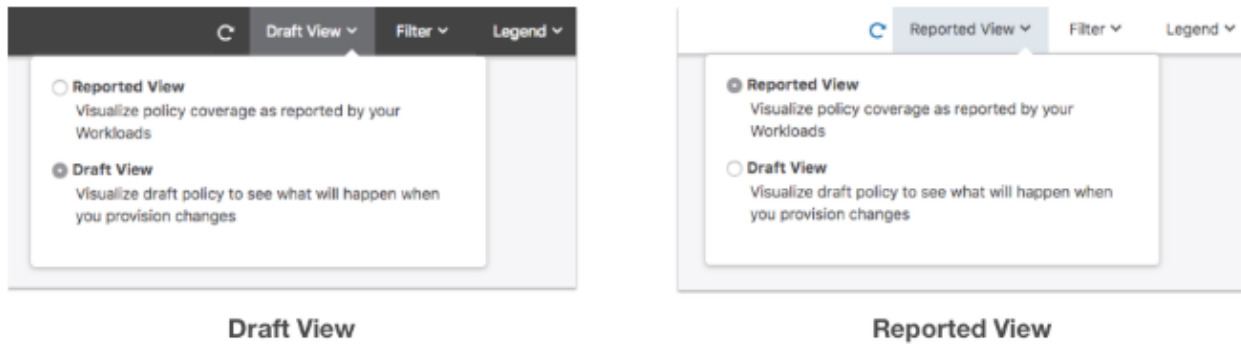 Draft View
Filter
Legend
Reported View
Visualize policy coverage as reported by your
Workloads
Draft View
Visualize draft policy to see what will happen when
you provision changes
Draft View
Reported View
Filter
Legend
Reported View
Visualize policy coverage as reported by your
Workloads
Draft View
Visualize draft policy to see what will happen when
you provision changes
Reported View